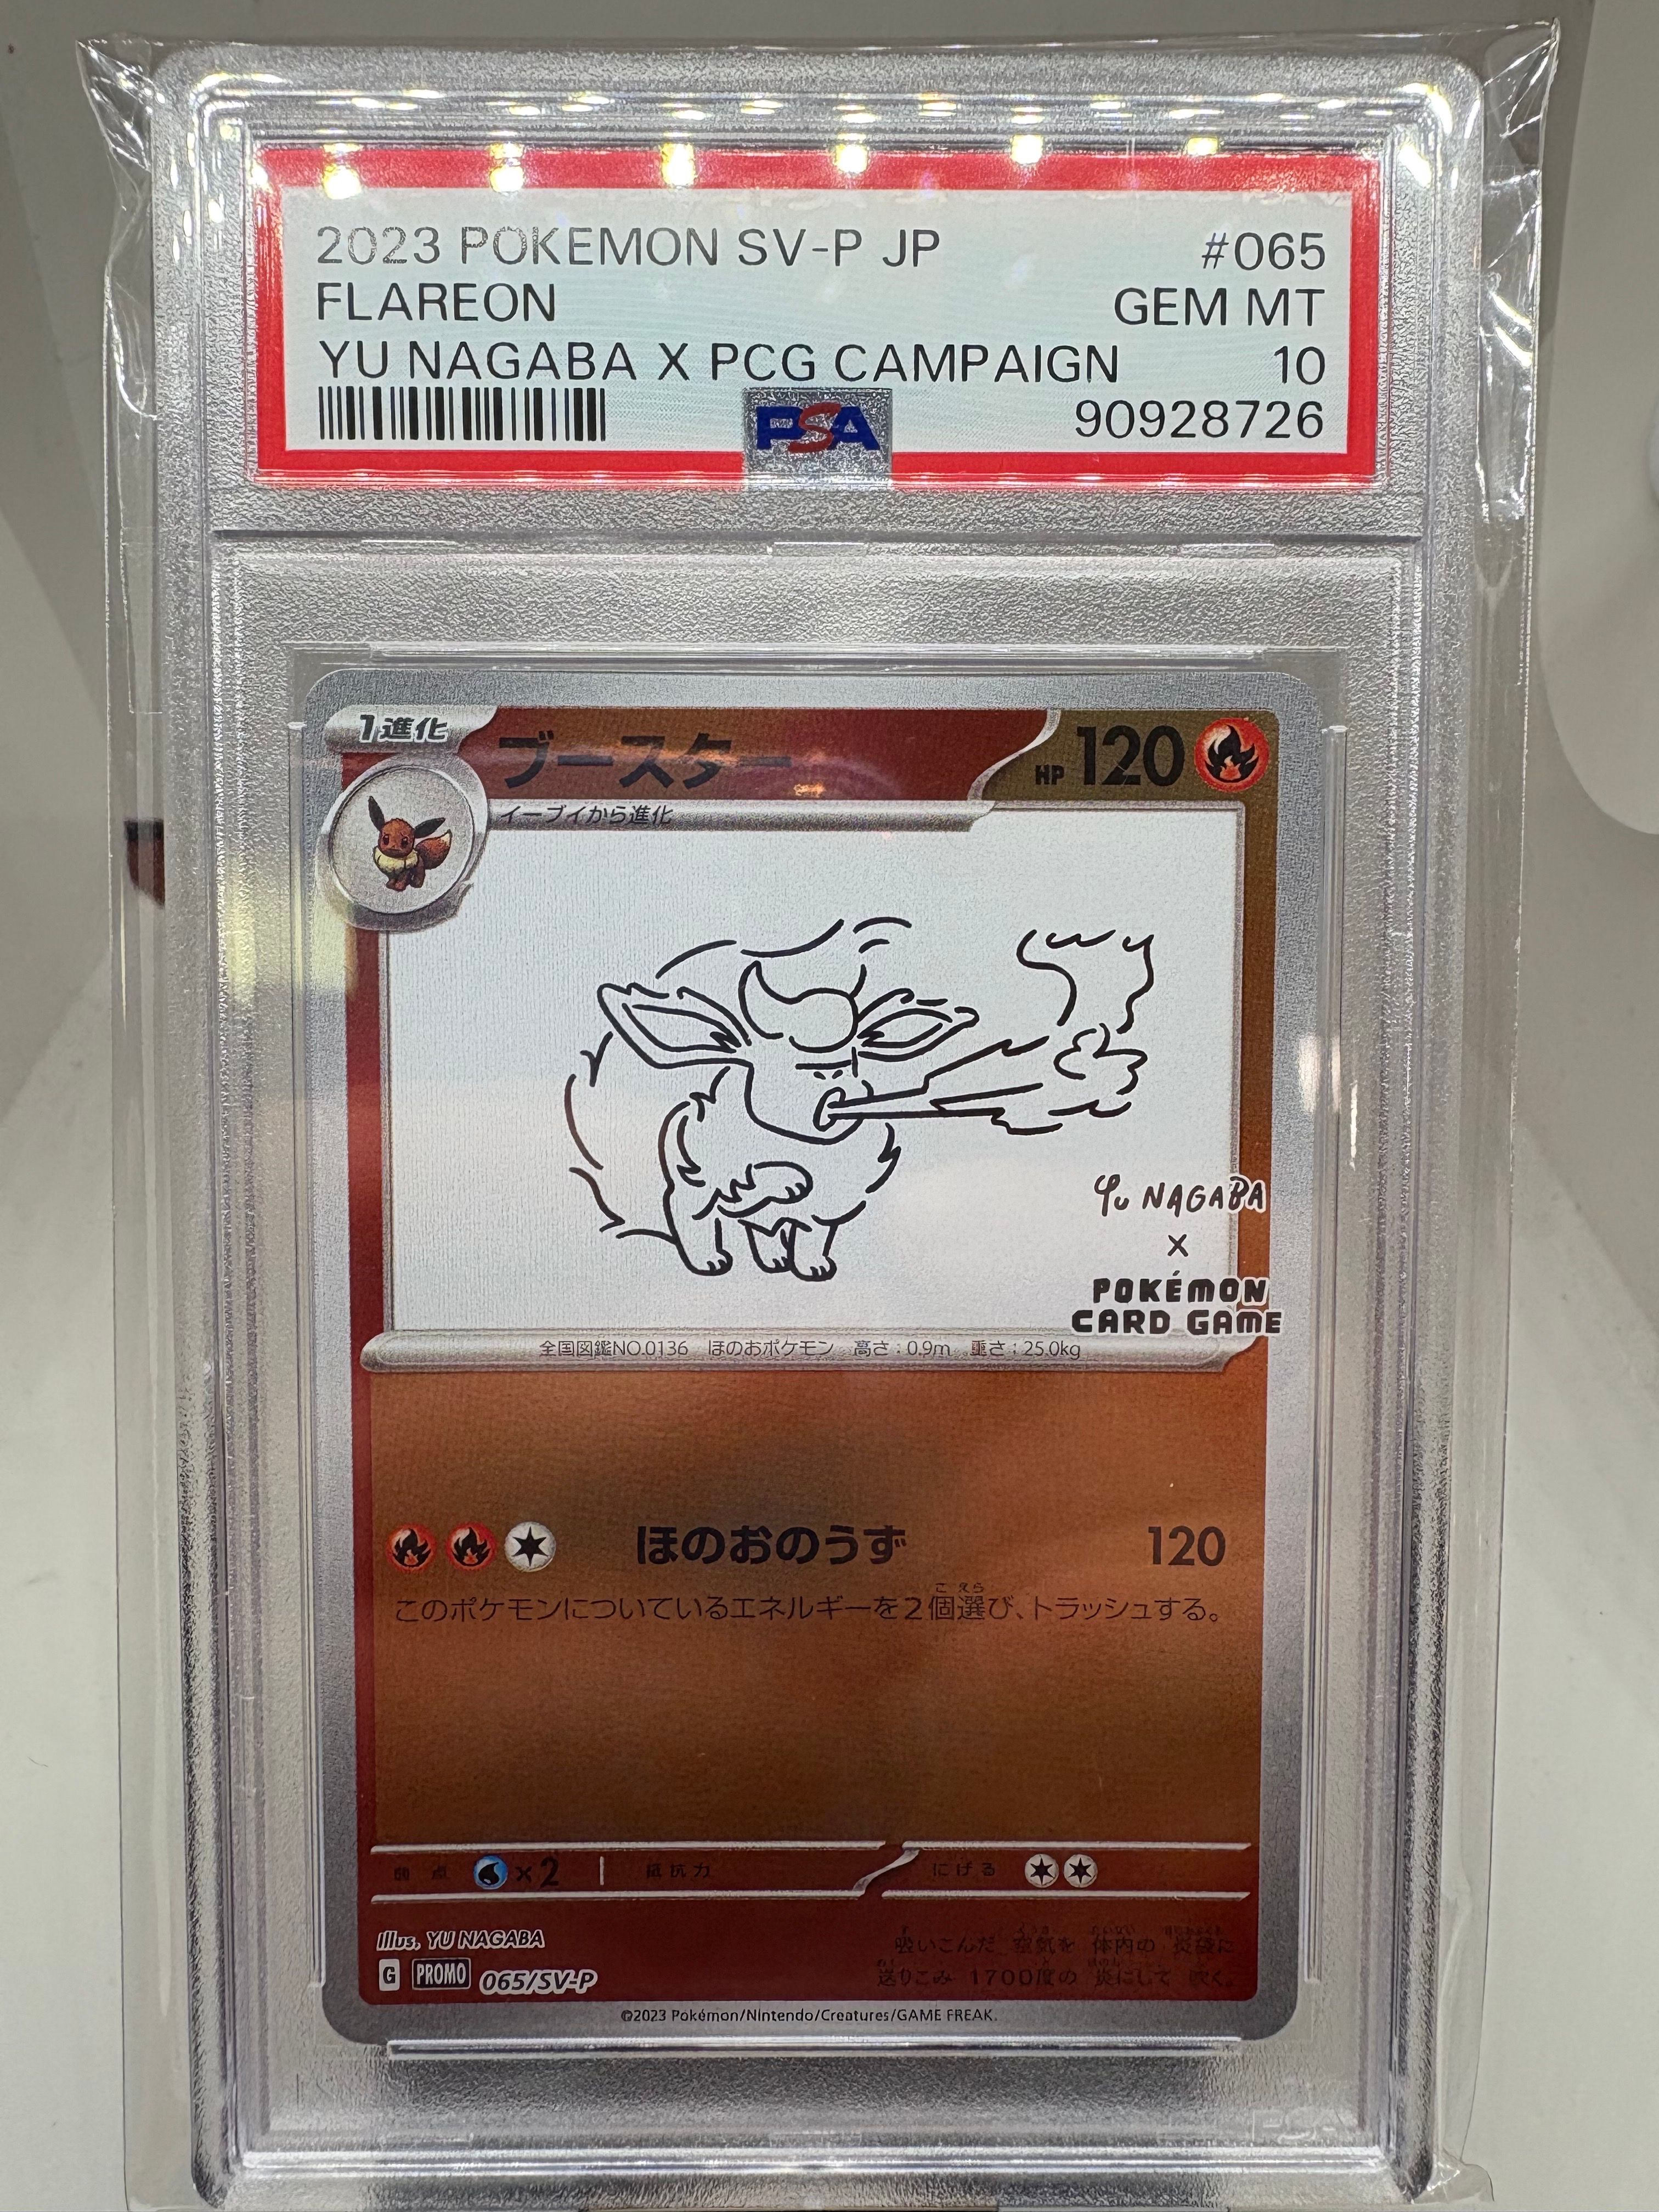 2023 POKEMON SV-P JP #065
FLAREON GEM MT
YU NAGABA X PCG CAMPAIGN 10
PSA 90928726
1進化 ブースター HP 120
イーブイから進化
Yu NAGABA
×
POKÉMON
CARD GAME
全国図鑑NO.0136 ほのおポケモン 高さ:0.9m 重さ:25.0kg
ほのおのうず 120
このポケモンについているエネルギーを2個選び、トラッシュする。
弱点 ×2 抵抗力 にげる
Illus. YU NAGABA
吸いこんだ 空気を 体内の 炎袋に
送りこみ 1700度の 炎にして 吹く。
G PROMO 065/SV-P
©2023 Pokémon/Nintendo/Creatures/GAME FREAK.